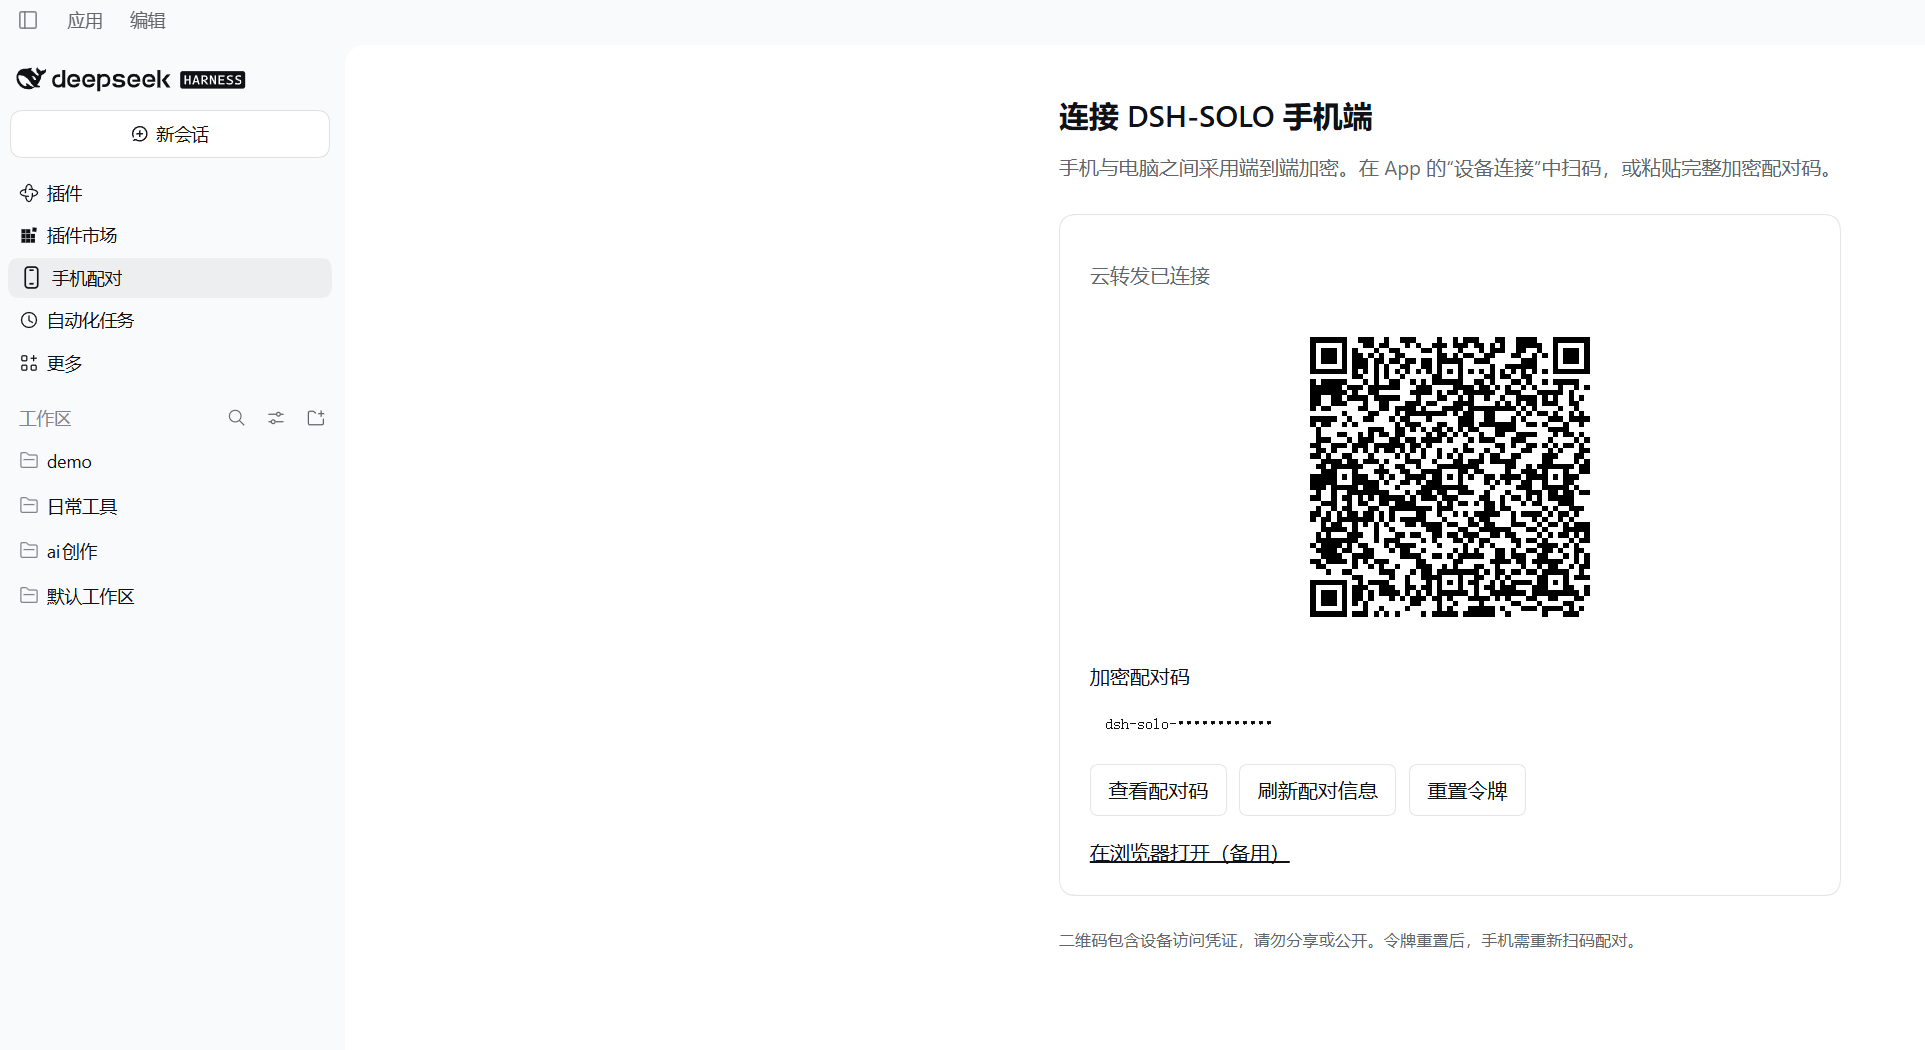 应用 编辑
deepseek HARNESS
新会话
插件
插件市场
手机配对
自动化任务
更多
工作区
demo
日常工具
ai创作
默认工作区
连接 DSH-SOLO 手机端
手机与电脑之间采用端到端加密。在 App 的“设备连接”中扫码，或粘贴完整加密配对码。
云转发已连接
加密配对码
dsh-solo-••••••••••••
查看配对码 刷新配对信息 重置令牌
在浏览器打开（备用）
二维码包含设备访问凭证，请勿分享或公开。令牌重置后，手机需重新扫码配对。